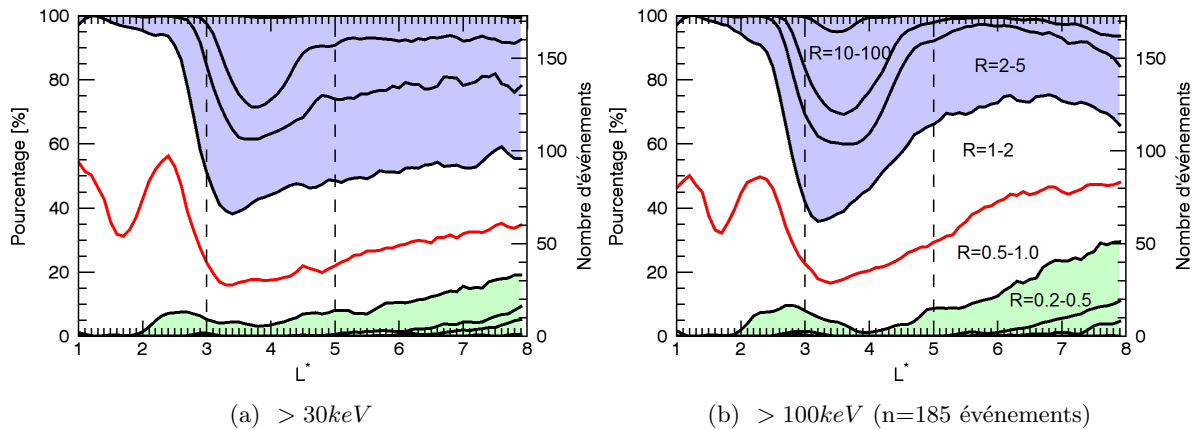 Pourcentage [%]
100
80
60
40
20
0
1 2 3 4 5 6 7 8
L*
150
100
50
0
Nombre d'événements
(a) > 30keV
Pourcentage [%]
100
80
60
40
20
0
1 2 3 4 5 6 7 8
L*
150
100
50
0
Nombre d'événements
R=10-100
R=2-5
R=1-2
R=0.5-1.0
R=0.2-0.5
(b) > 100keV (n=185 événements)